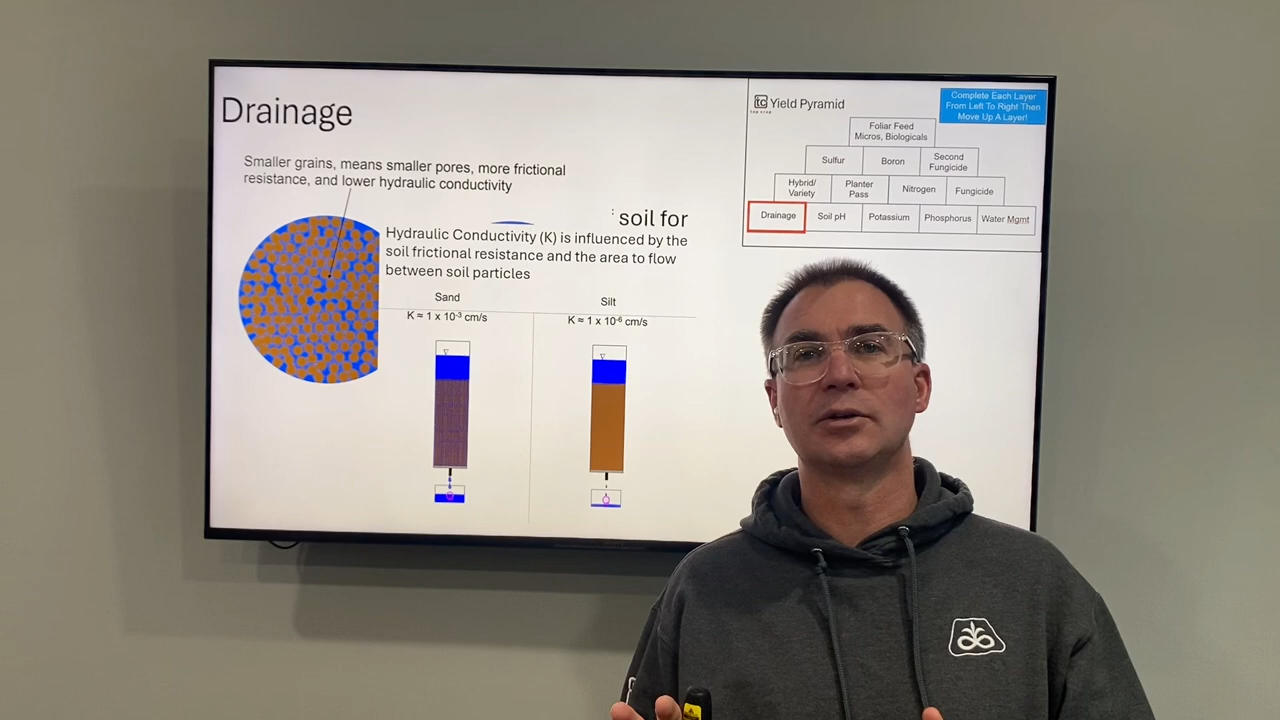 Drainage
Smaller grains, means smaller pores, more frictional
resistance, and lower hydraulic conductivity
soil for
Hydraulic Conductivity (K) is influenced by the
soil frictional resistance and the area to flow
between soil particles
Sand
Silt
K ≈ 1 x 10⁻³ cm/s
K ≈ 1 x 10⁻⁶ cm/s
tc Yield Pyramid
top crop
Complete Each Layer
From Left To Right Then
Move Up A Layer!
Foliar Feed
Micros, Biologicals
Sulfur
Boron
Second
Fungicide
Hybrid/
Variety
Planter
Pass
Nitrogen
Fungicide
Drainage
Soil pH
Potassium
Phosphorus
Water Mgmt